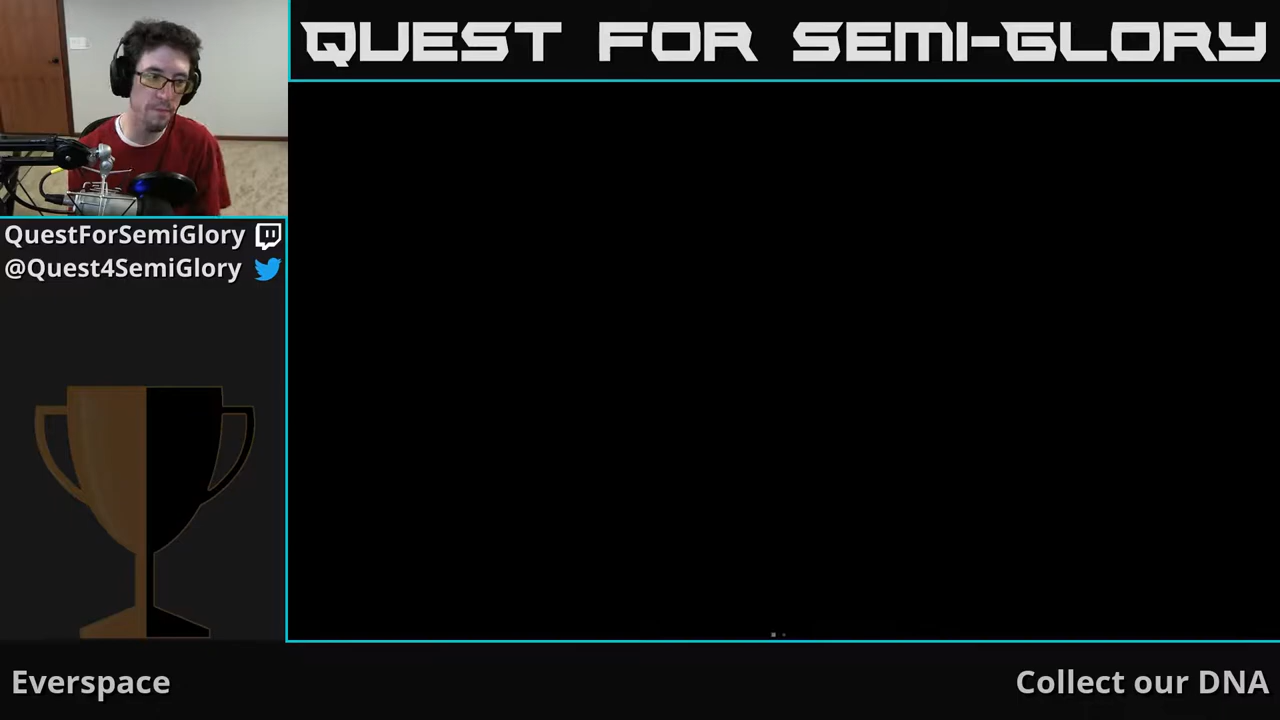 QUEST FOR SEMI-GLORY
QuestForSemiGlory
@Quest4SemiGlory
Everspace
Collect our DNA